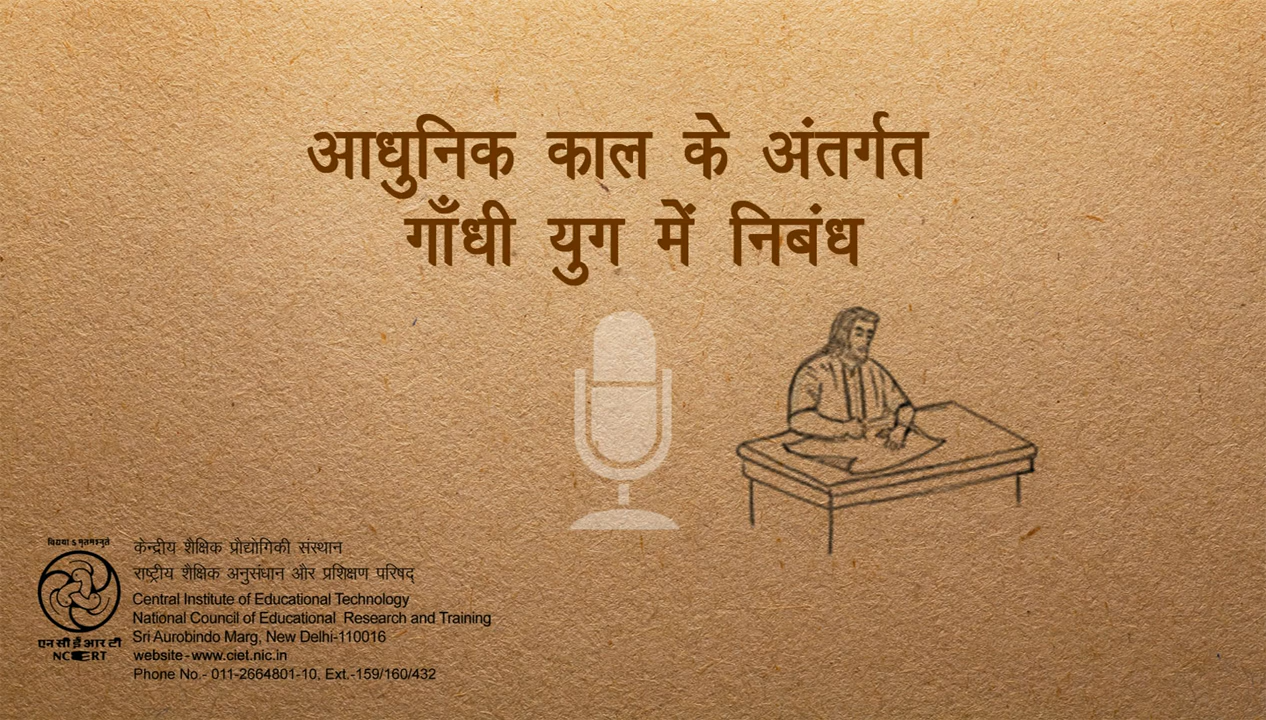 आधुनिक काल के अंतर्गत
गाँधी युग में निबंध
विद्यया ऽ मृतमश्नुते
एन सी ई आर टी
NCERT
केन्द्रीय शैक्षिक प्रौद्योगिकी संस्थान
राष्ट्रीय शैक्षिक अनुसंधान और प्रशिक्षण परिषद्
Central Institute of Educational Technology
National Council of Educational Research and Training
Sri Aurobindo Marg, New Delhi-110016
website - www.ciet.nic.in
Phone No.- 011-2664801-10, Ext.-159/160/432